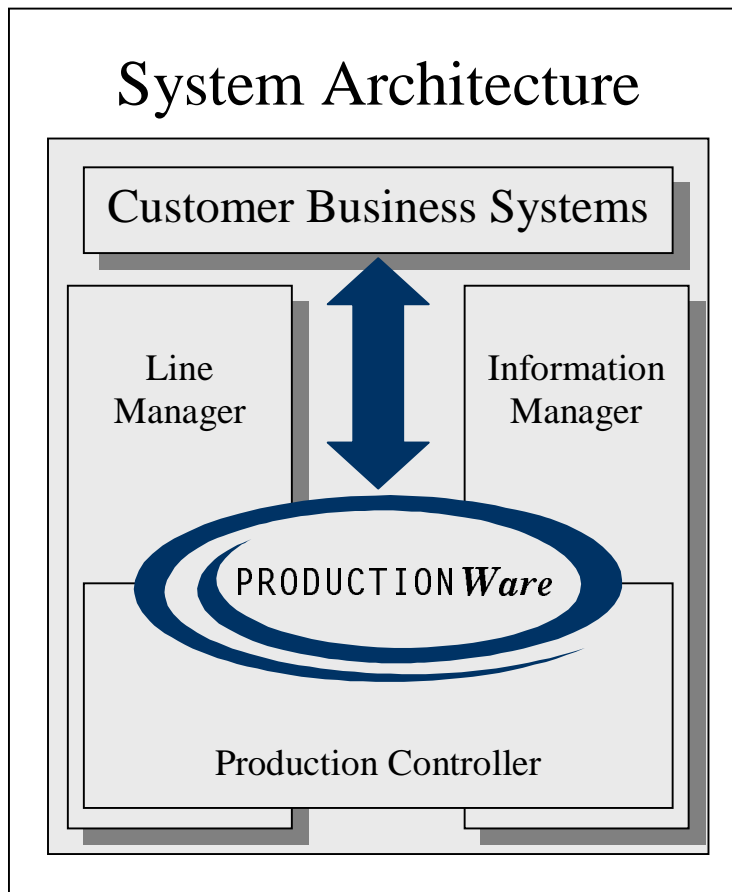 System Architecture
Customer Business Systems
Line
Manager
Information
Manager
PRODUCTIONWare
Production Controller